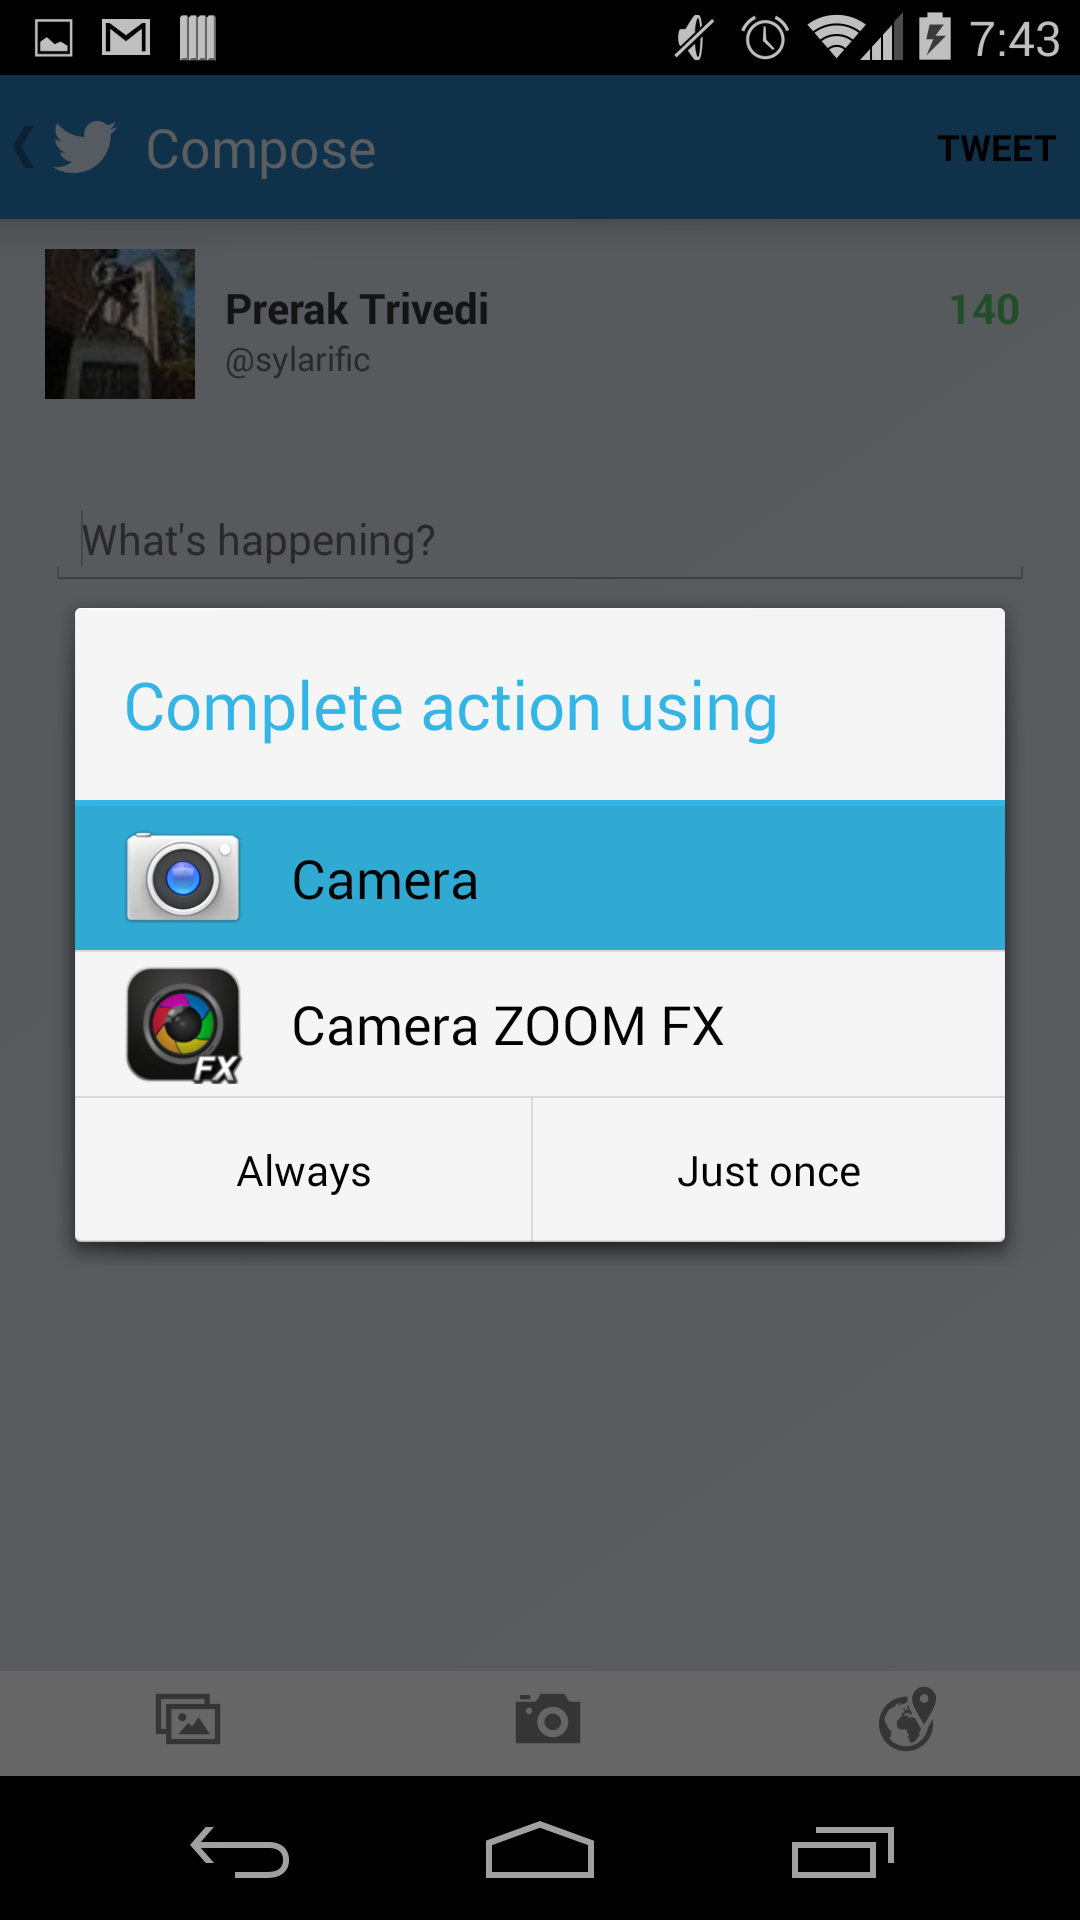 7:43
Compose
TWEET
Prerak Trivedi
140
@sylarific
What's happening?
Complete action using
Camera
Camera ZOOM FX
FX
Always
Just once